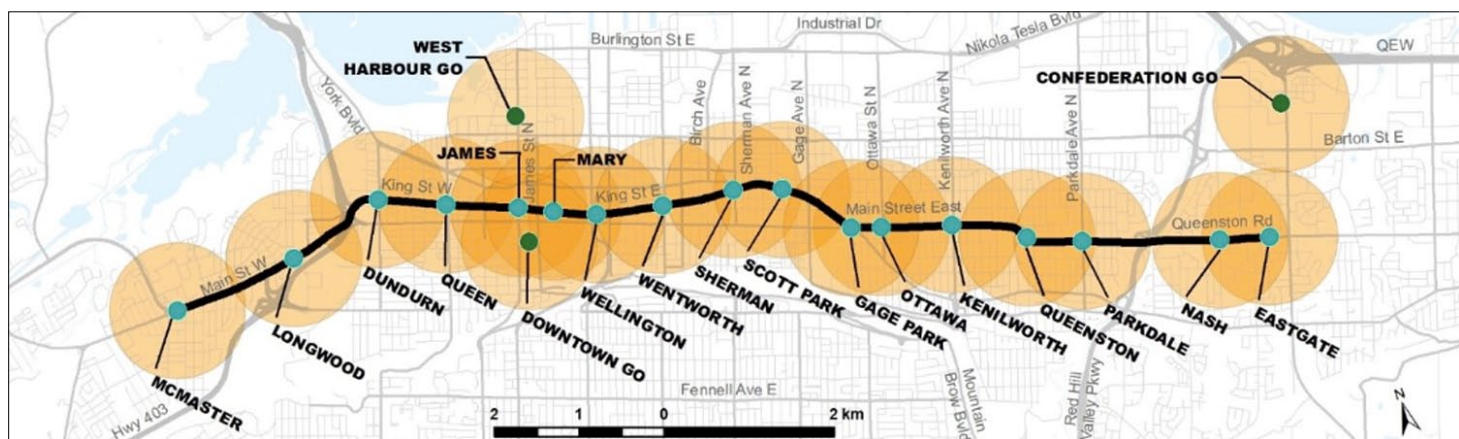 Industrial Dr
Nikola Tesla Blvd
QEW
WEST
HARBOUR GO
Burlington St E
CONFEDERATION GO
York Blvd
Birch Ave
Sherman Ave N
Gage Ave N
Ottawa St N
Kenilworth Ave N
Parkdale Ave N
Barton St E
JAMES
James St N
MARY
King St W
King St E
Main Street East
Queenston Rd
Main St W
MCMASTER
LONGWOOD
DUNDURN
QUEEN
DOWNTOWN GO
WELLINGTON
WENTWORTH
SHERMAN
SCOTT PARK
GAGE PARK
OTTAWA
KENILWORTH
QUEENSTON
PARKDALE
NASH
EASTGATE
Hwy 403
Fennell Ave E
Mountain
Brow Blvd
Red Hill
Valley Pkwy
2 1 0 2 km
N